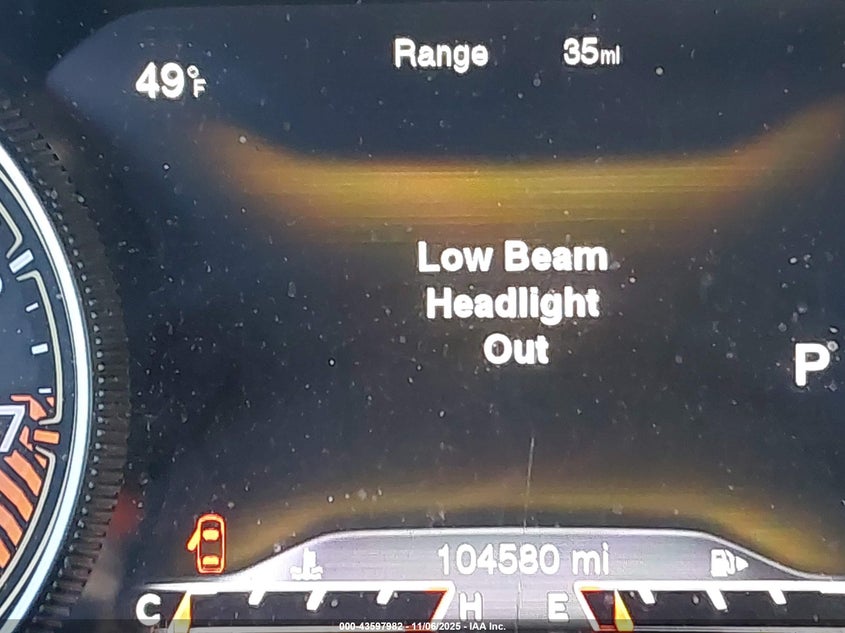 Range 35mi
49°F
Low Beam
Headlight
Out
P
104580 mi
C H E
000-43597982 - 11/06/2025 - IAA Inc.